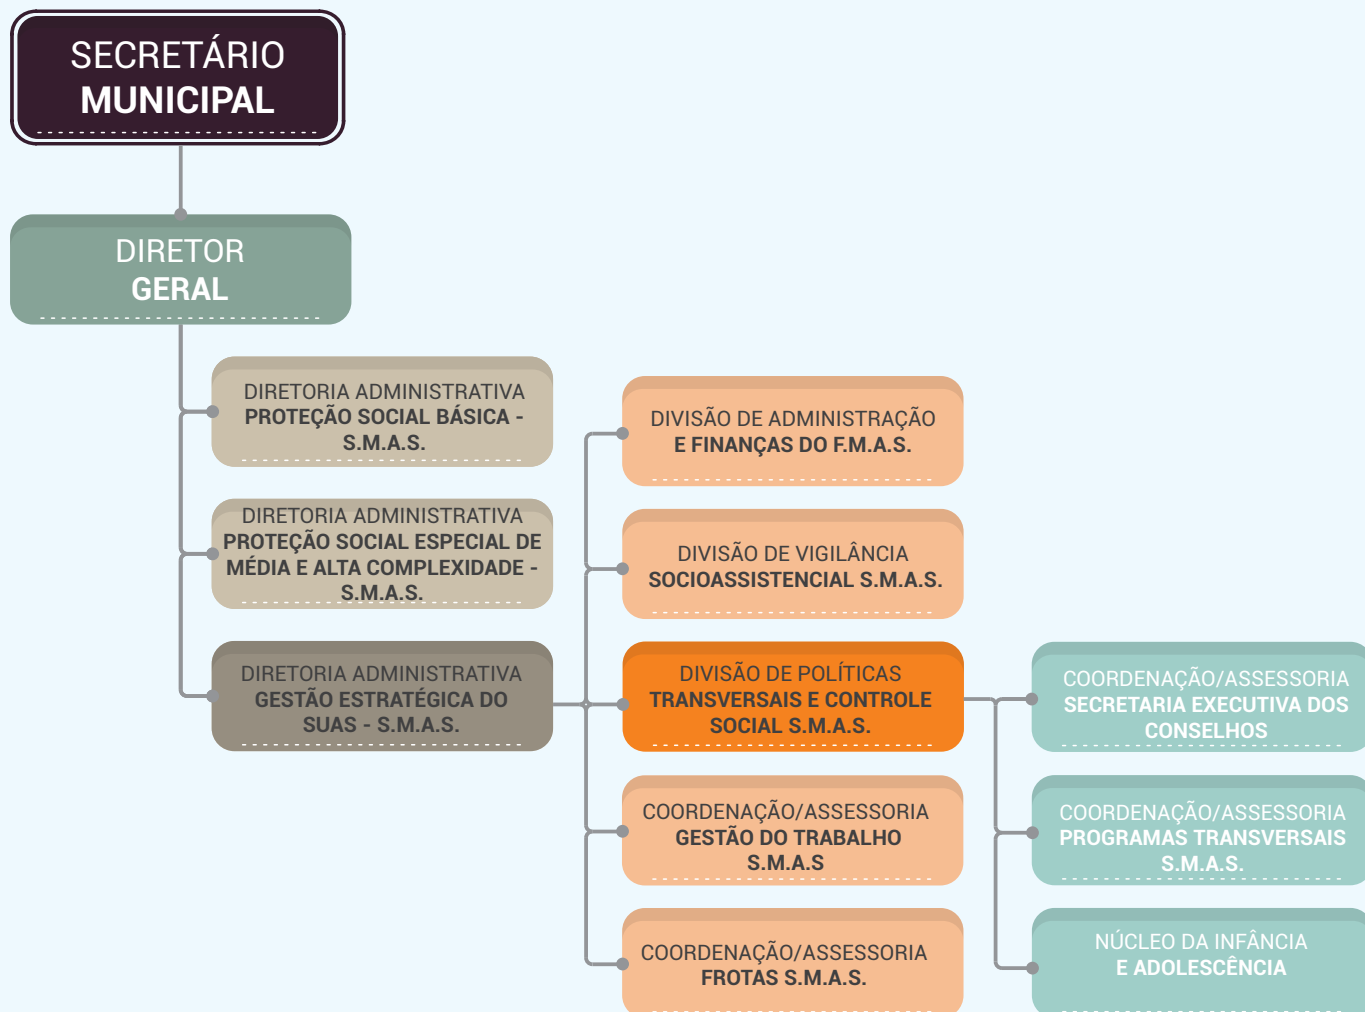 SECRETÁRIO
MUNICIPAL
DIRETOR
GERAL
DIRETORIA ADMINISTRATIVA
PROTEÇÃO SOCIAL BÁSICA -
S.M.A.S.
DIRETORIA ADMINISTRATIVA
PROTEÇÃO SOCIAL ESPECIAL DE
MÉDIA E ALTA COMPLEXIDADE -
S.M.A.S.
DIRETORIA ADMINISTRATIVA
GESTÃO ESTRATÉGICA DO
SUAS - S.M.A.S.
DIVISÃO DE ADMINISTRAÇÃO
E FINANÇAS DO F.M.A.S.
DIVISÃO DE VIGILÂNCIA
SOCIOASSISTENCIAL S.M.A.S.
DIVISÃO DE POLÍTICAS
TRANSVERSAIS E CONTROLE
SOCIAL S.M.A.S.
COORDENAÇÃO/ASSESSORIA
GESTÃO DO TRABALHO
S.M.A.S
COORDENAÇÃO/ASSESSORIA
FROTAS S.M.A.S.
COORDENAÇÃO/ASSESSORIA
SECRETARIA EXECUTIVA DOS
CONSELHOS
COORDENAÇÃO/ASSESSORIA
PROGRAMAS TRANSVERSAIS
S.M.A.S.
NÚCLEO DA INFÂNCIA
E ADOLESCÊNCIA